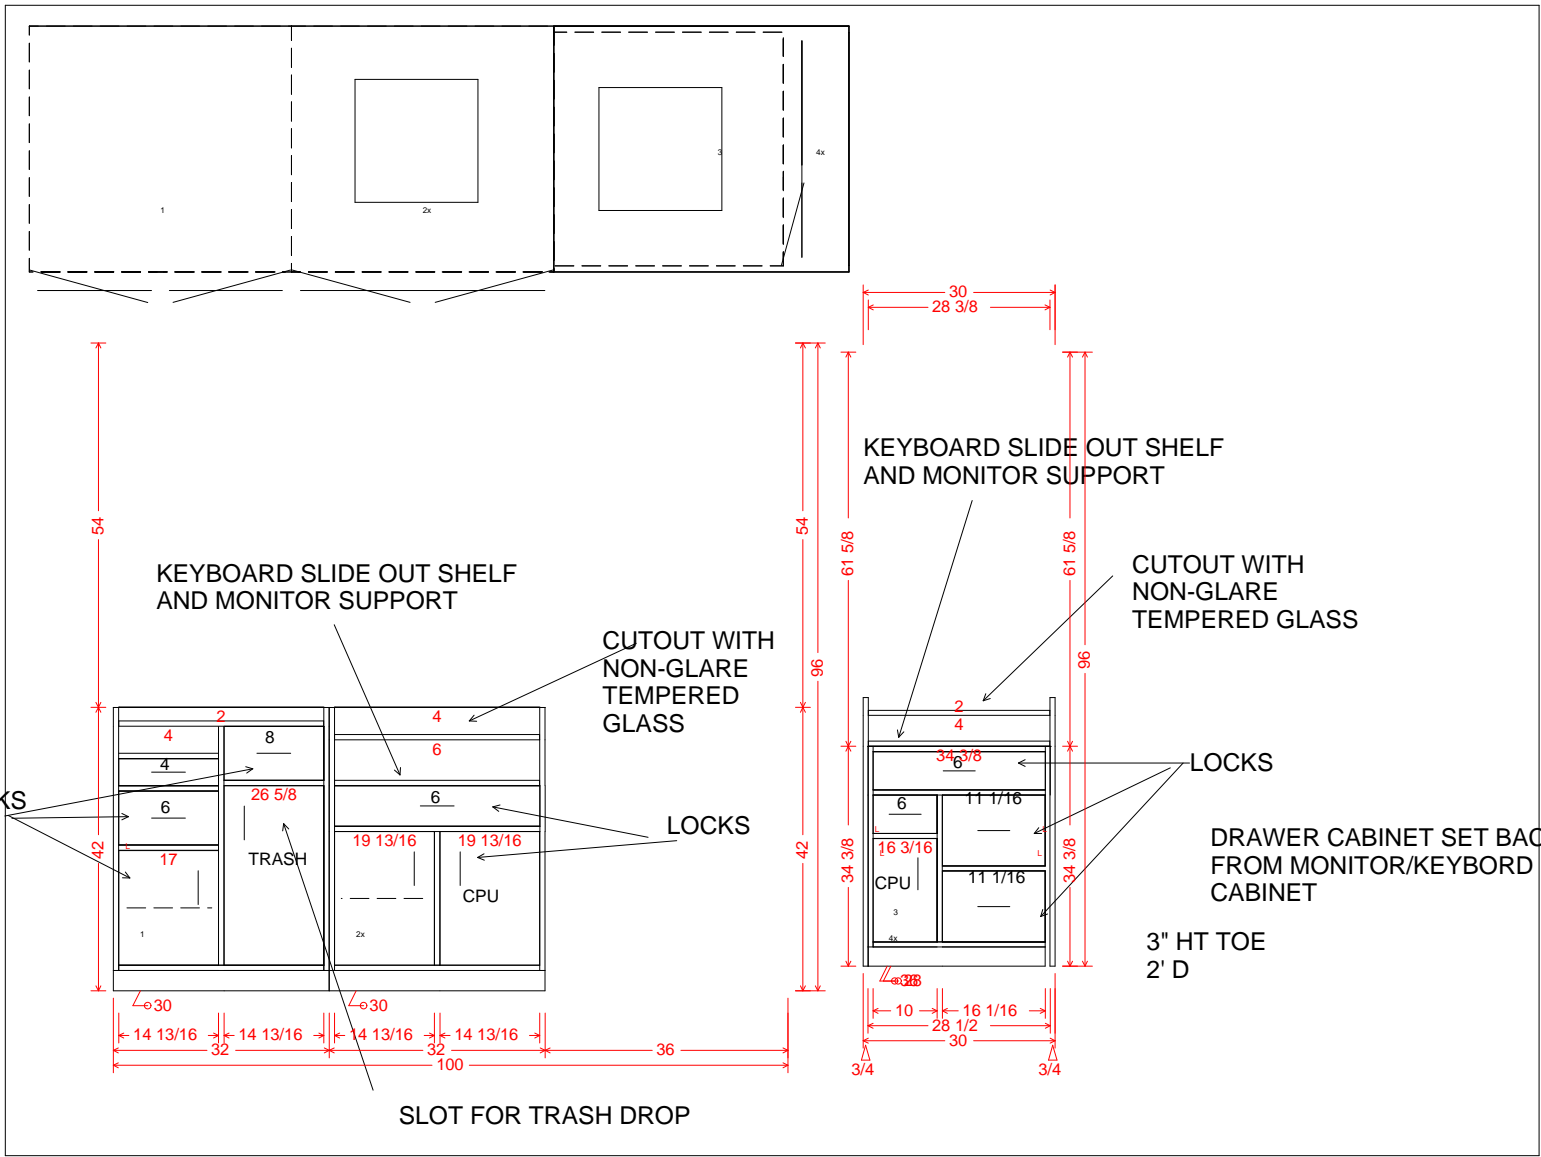 1
2x
3
4x
30
28 3/8
54
54
61 5/8
61 5/8
KEYBOARD SLIDE OUT SHELF
AND MONITOR SUPPORT
KEYBOARD SLIDE OUT SHELF
AND MONITOR SUPPORT
CUTOUT WITH
NON-GLARE
TEMPERED GLASS
CUTOUT WITH
NON-GLARE
TEMPERED
GLASS
96
96
2
4
2
4
8
6
4
34 3/8
6
4
6
11 1/16
LOCKS
KS
6
26 5/8
6
L
LOCKS
42
L
17
TRASH
19 13/16
19 13/16
42
34 3/8
16 3/16
L
L
11 1/16
34 3/8
DRAWER CABINET SET BAC
FROM MONITOR/KEYBORD
CABINET
CPU
CPU
1
2x
3
4x
3" HT TOE
2' D
30
30
14 13/16
14 13/16
14 13/16
14 13/16
10
16 1/16
28 1/2
32
32
36
30
100
3/4
3/4
SLOT FOR TRASH DROP